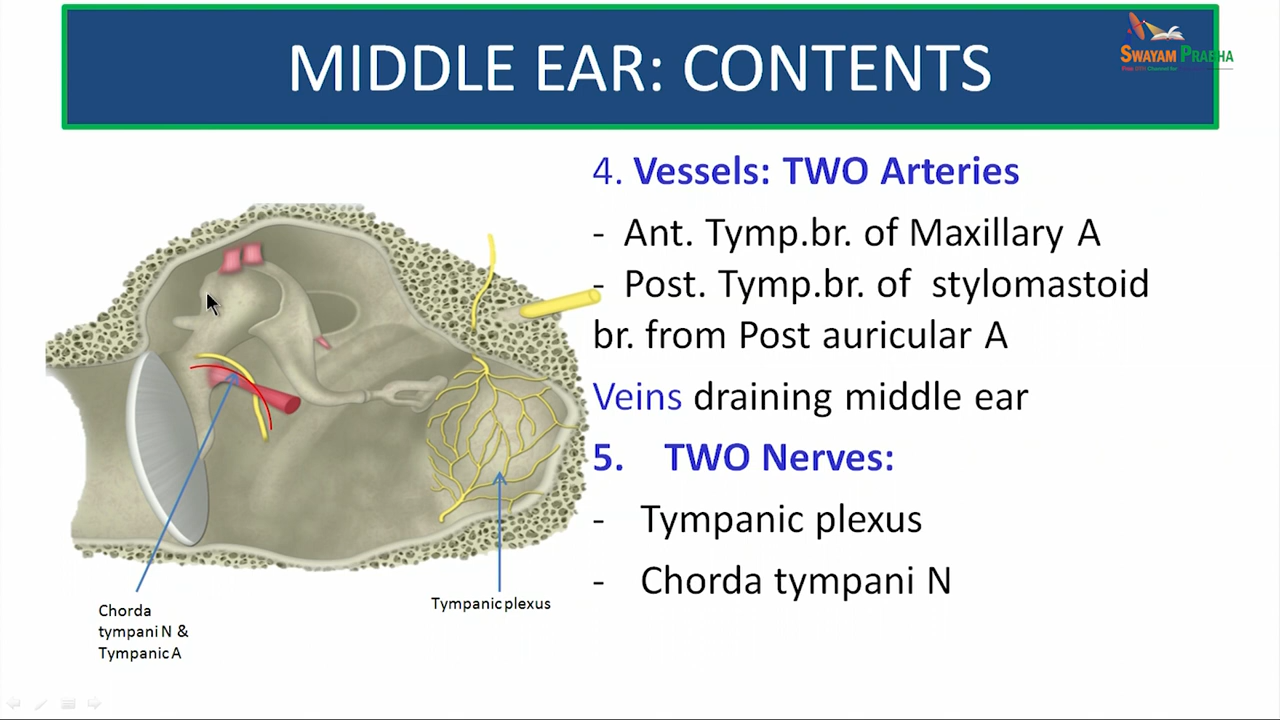 MIDDLE EAR: CONTENTS
SWAYAM PRABHA
4. Vessels: TWO Arteries
- Ant. Tymp.br. of Maxillary A
- Post. Tymp.br. of stylomastoid
br. from Post auricular A
Veins draining middle ear
5. TWO Nerves:
- Tympanic plexus
- Chorda tympani N
Chorda
tympani N &
Tympanic A
Tympanic plexus